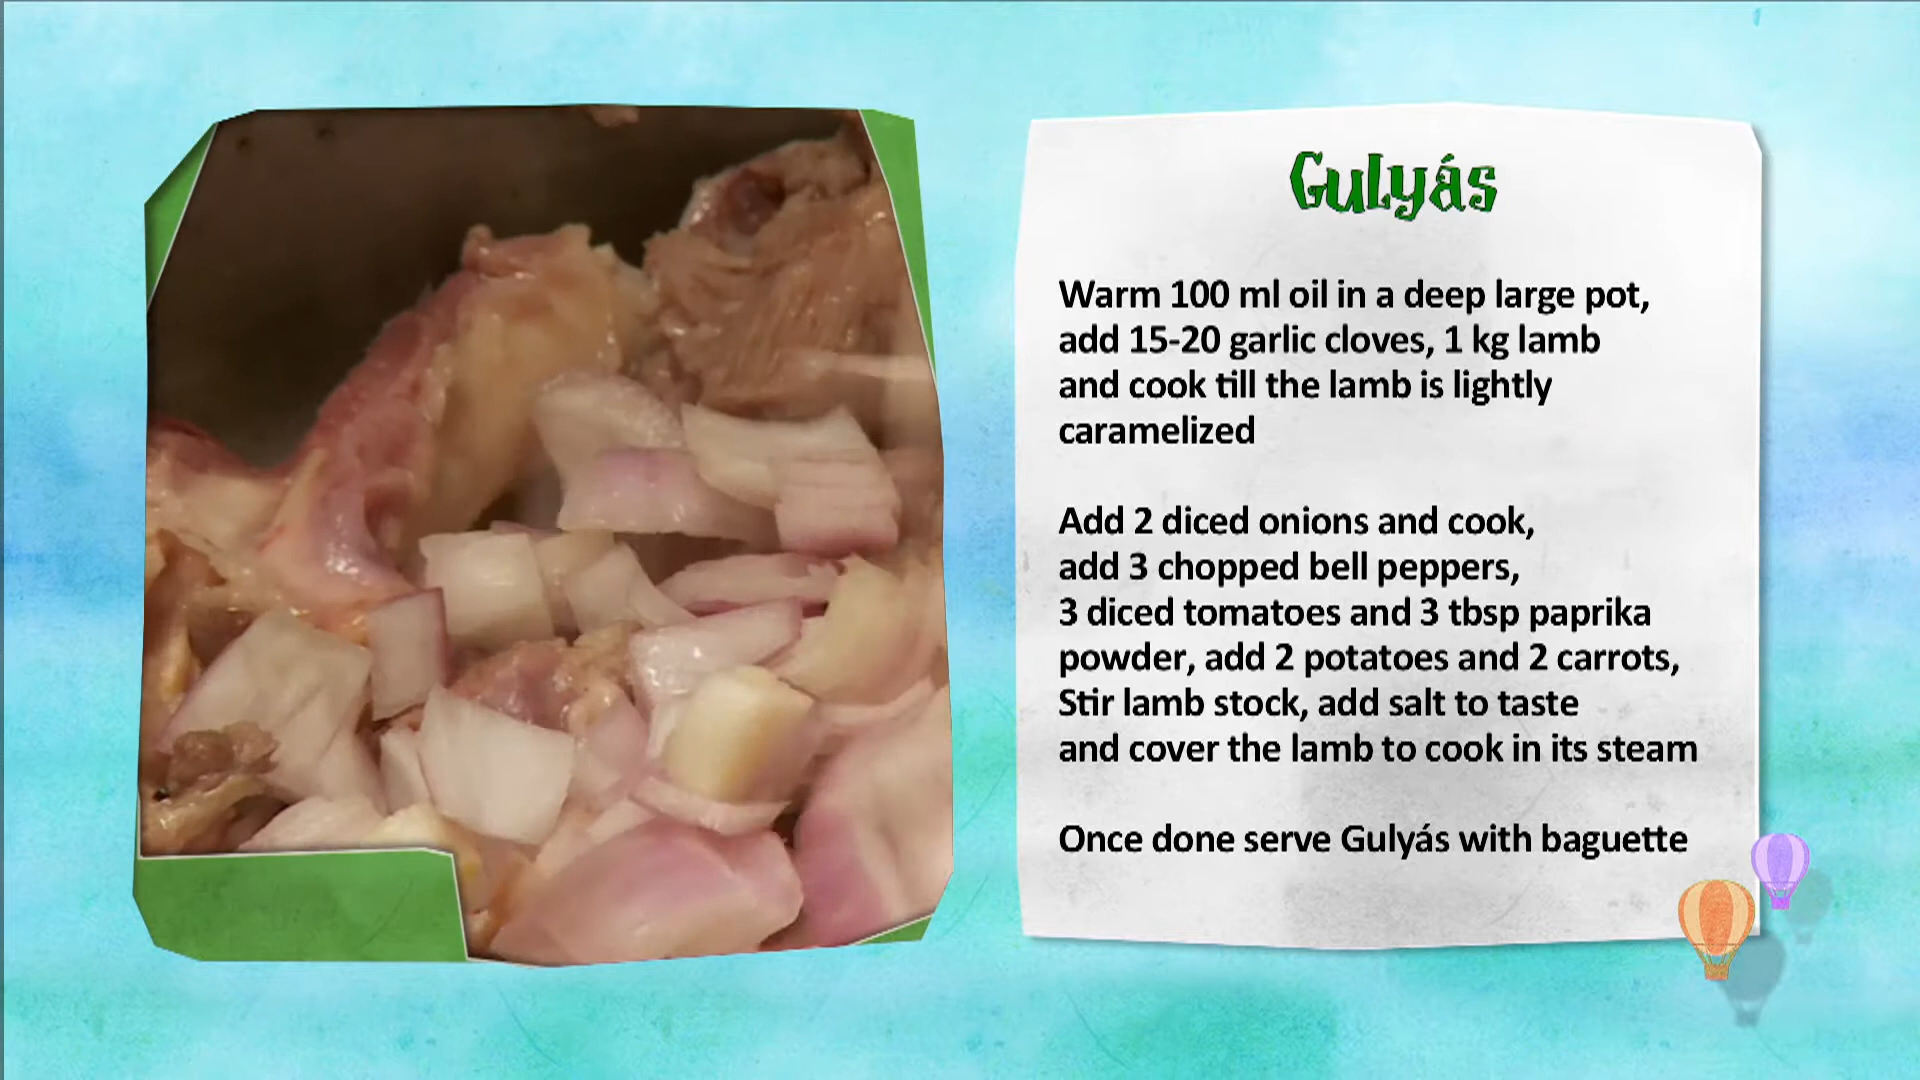 Gulyás
Warm 100 ml oil in a deep large pot,
add 15-20 garlic cloves, 1 kg lamb
and cook till the lamb is lightly
caramelized
Add 2 diced onions and cook,
add 3 chopped bell peppers,
3 diced tomatoes and 3 tbsp paprika
powder, add 2 potatoes and 2 carrots,
Stir lamb stock, add salt to taste
and cover the lamb to cook in its steam
Once done serve Gulyás with baguette